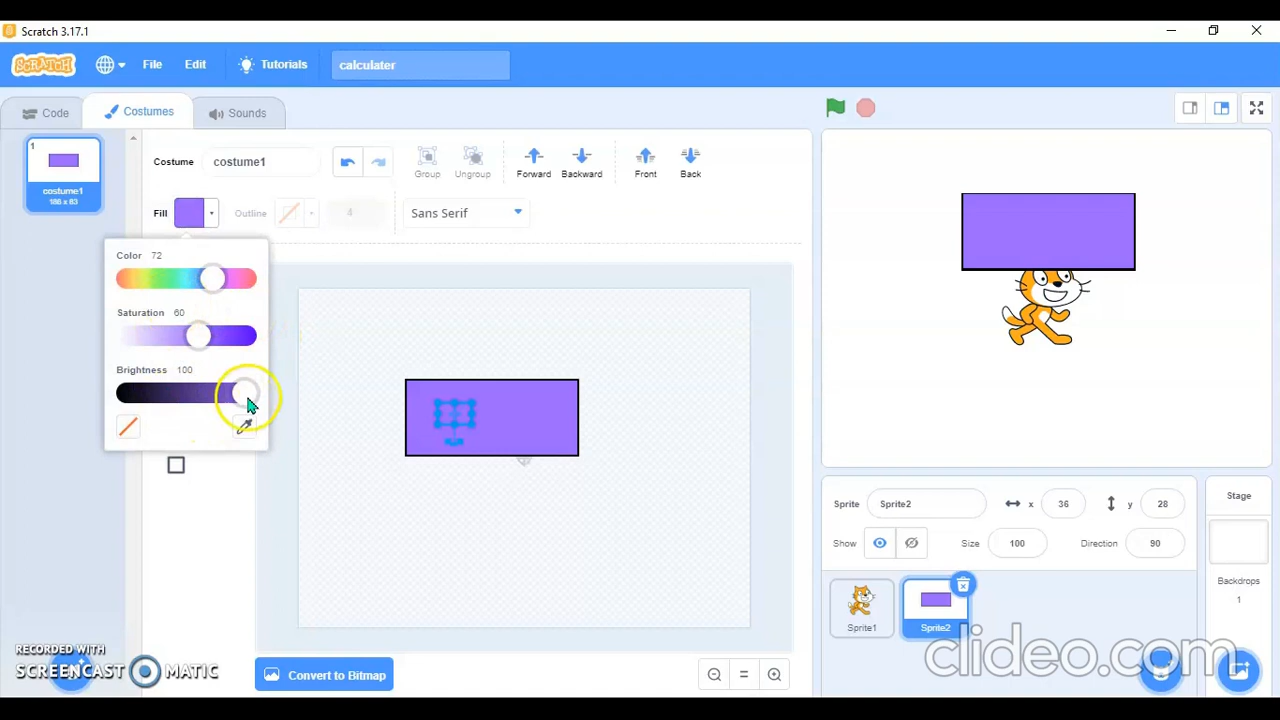 Scratch 3.17.1
SCRATCH
File
Edit
Tutorials
calculater
Code
Costumes
Sounds
1
costume1
186 x 83
Costume
costume1
Group
Ungroup
Forward
Backward
Front
Back
Fill
Outline
4
Sans Serif
Color 72
Saturation 60
Brightness 100
Convert to Bitmap
Sprite
Sprite2
x
36
y
28
Show
Size
100
Direction
90
Sprite1
Sprite2
Stage
Backdrops
1
RECORDED WITH
SCREENCAST MATIC
clideo.com